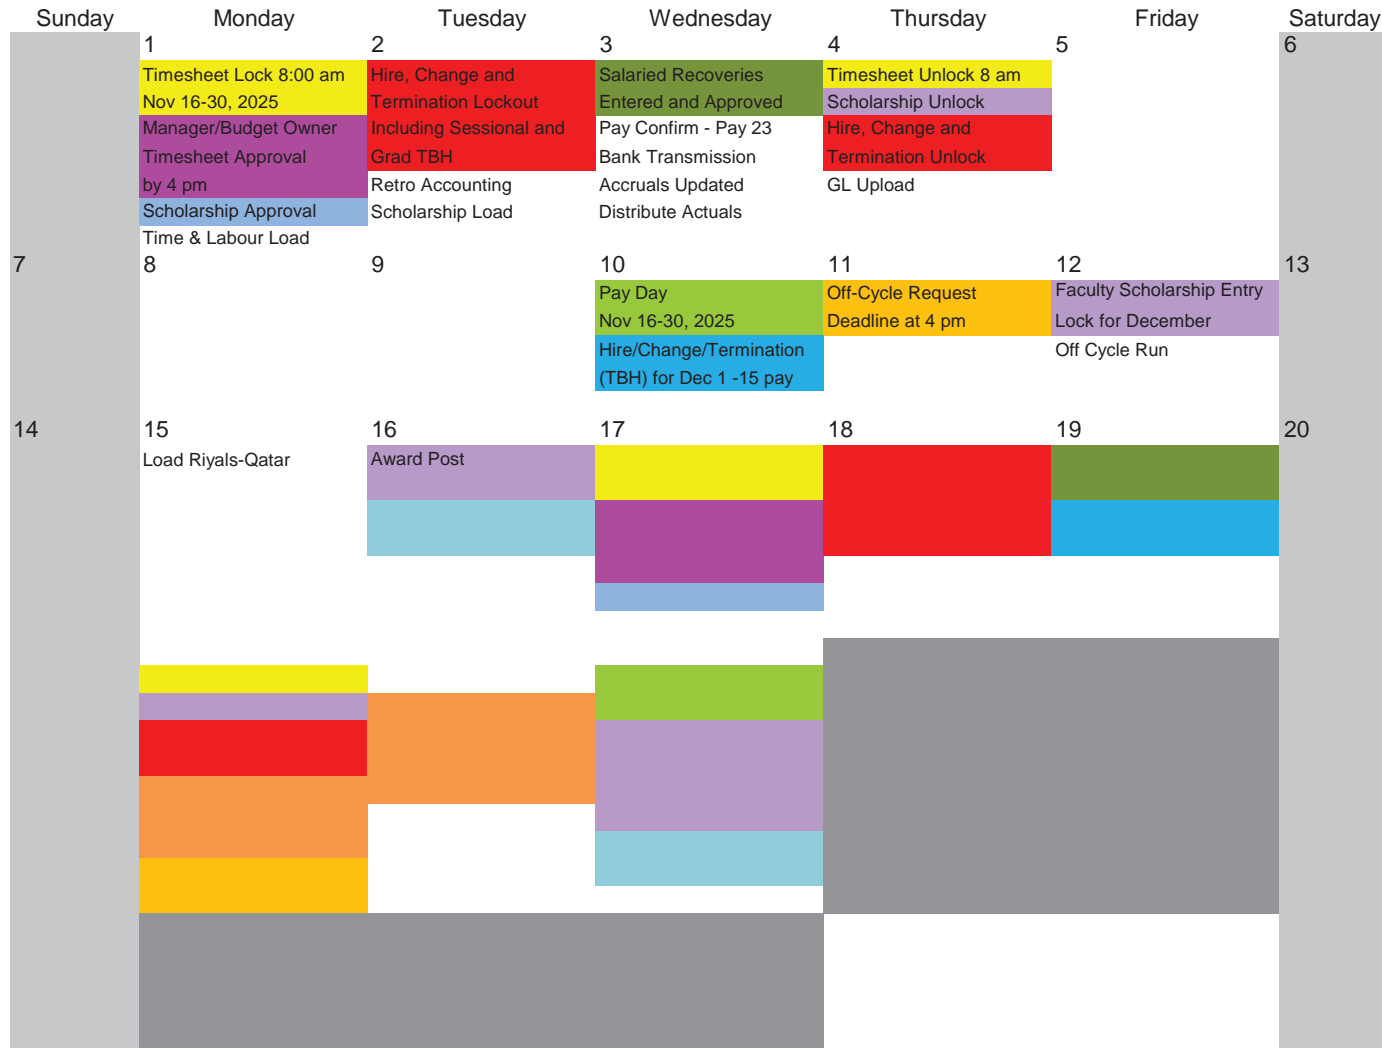 Sunday Monday Tuesday Wednesday Thursday Friday Saturday
1 2 3 4 5 6
Timesheet Lock 8:00 am
Nov 16-30, 2025
Manager/Budget Owner
Timesheet Approval
by 4 pm
Scholarship Approval
Time & Labour Load
Hire, Change and
Termination Lockout
Including Sessional and
Grad TBH
Retro Accounting
Scholarship Load
Salaried Recoveries
Entered and Approved
Pay Confirm - Pay 23
Bank Transmission
Accruals Updated
Distribute Actuals
Timesheet Unlock 8 am
Scholarship Unlock
Hire, Change and
Termination Unlock
GL Upload
7 8 9 10 11 12 13
Pay Day
Nov 16-30, 2025
Hire/Change/Termination
(TBH) for Dec 1 -15 pay
Off-Cycle Request
Deadline at 4 pm
Faculty Scholarship Entry
Lock for December
Off Cycle Run
14 15 16 17 18 19 20
Load Riyals-Qatar
Award Post